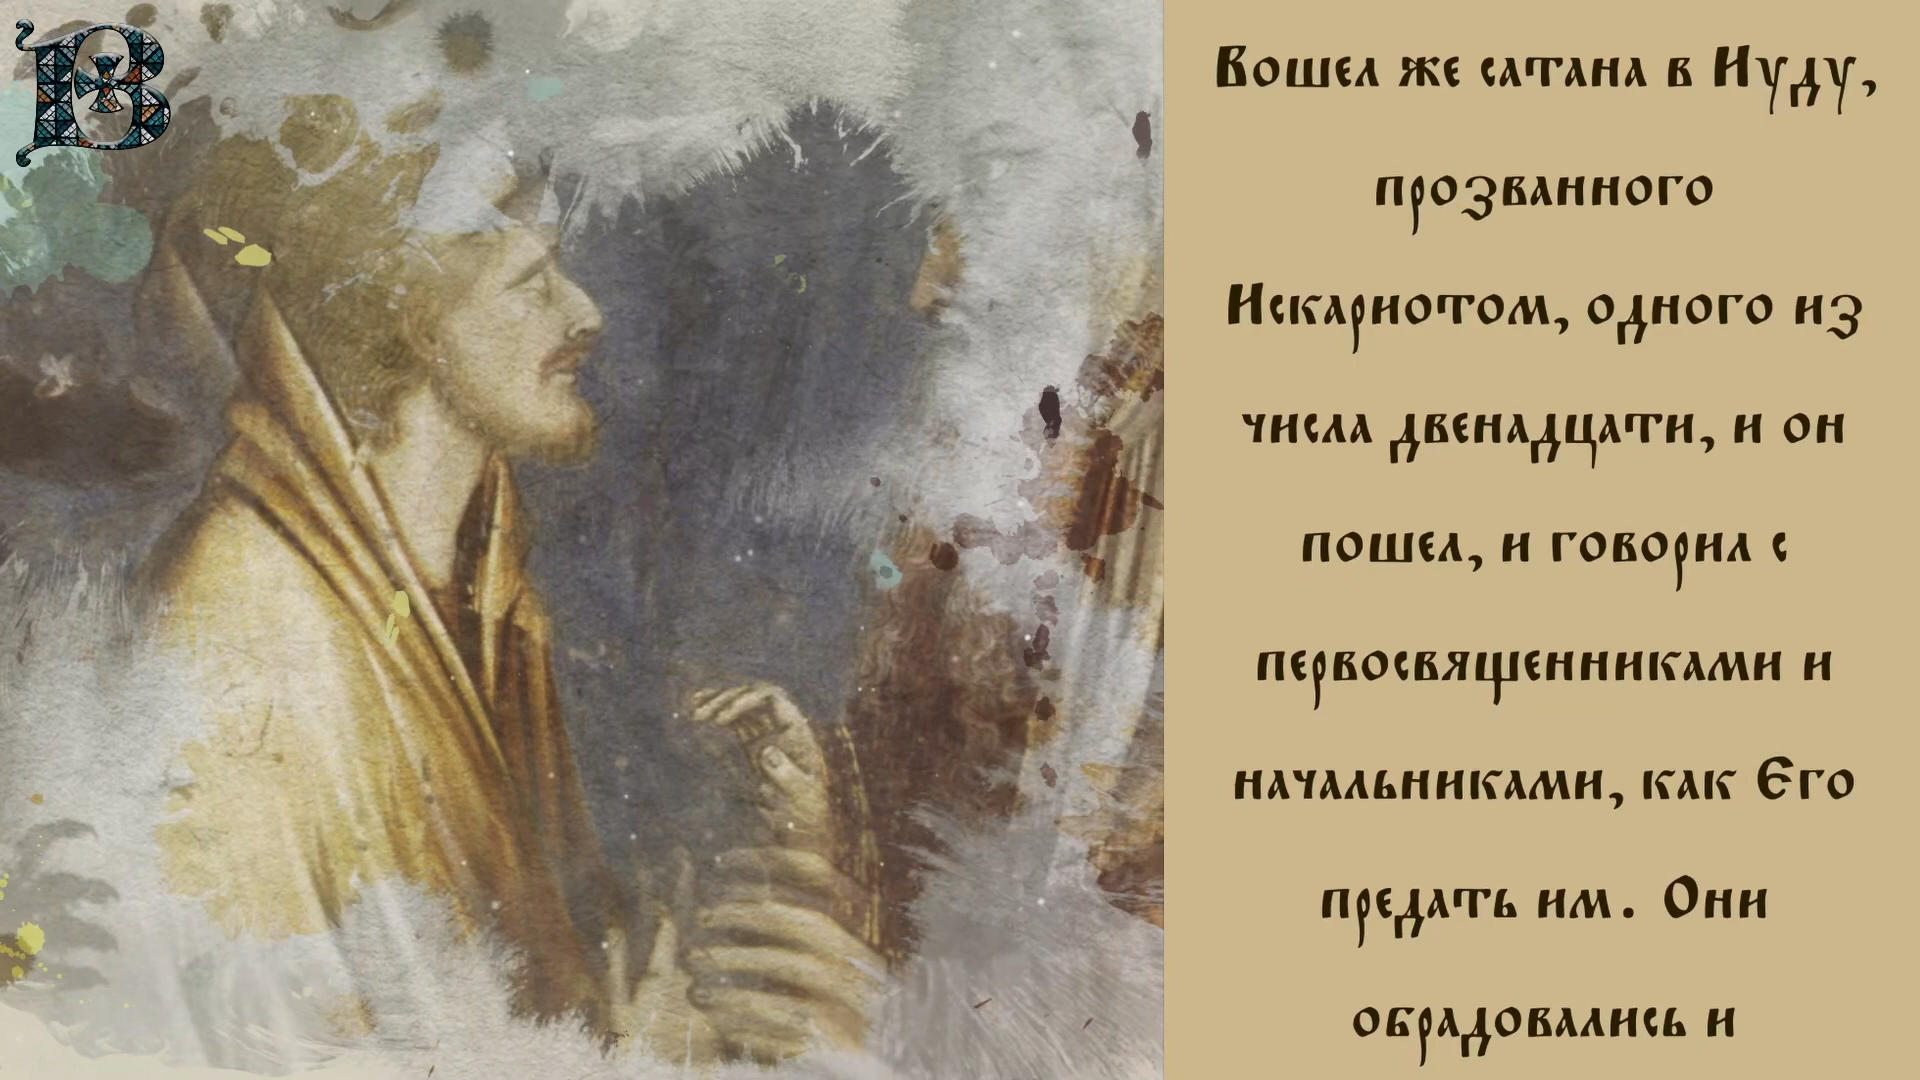 В
Вошел же сатана в Иуду,
прозванного
Искариотом, одного из
числа двенадцати, и он
пошел, и говорил с
первосвященниками и
начальниками, как Его
предать им. Они
обрадовались и